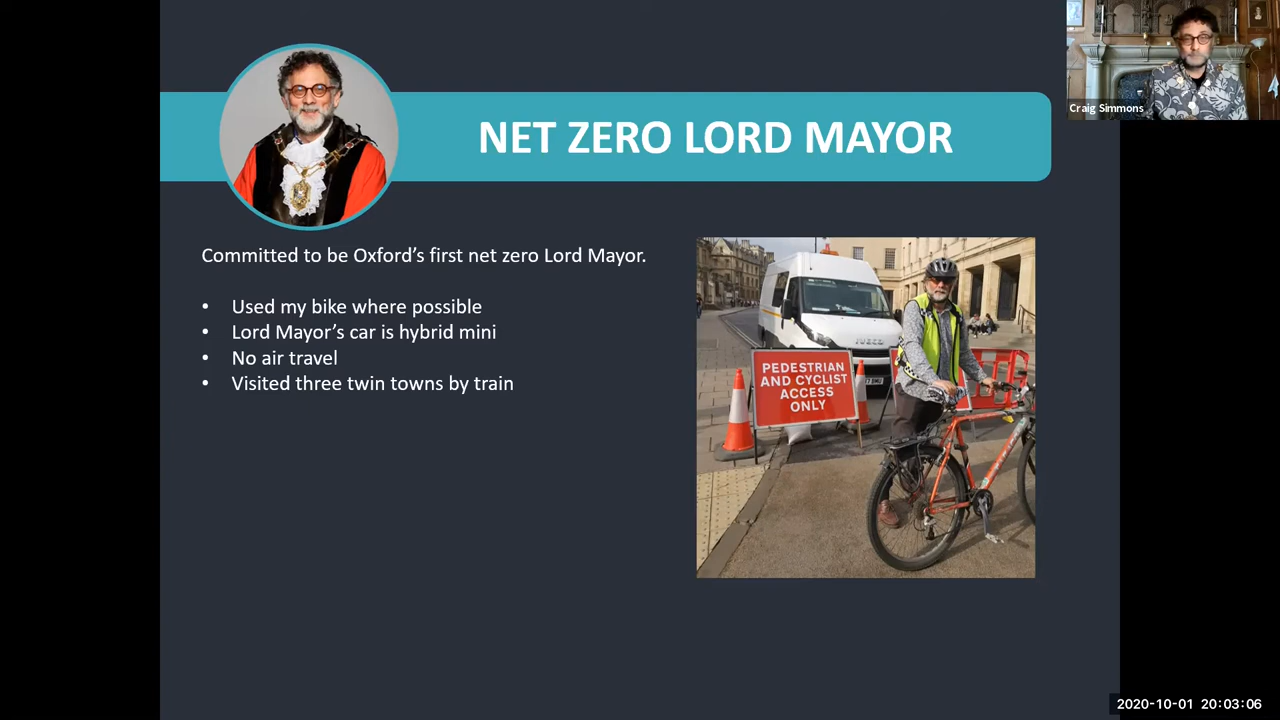 NET ZERO LORD MAYOR
Craig Simmons
Committed to be Oxford's first net zero Lord Mayor.
• Used my bike where possible
• Lord Mayor's car is hybrid mini
• No air travel
• Visited three twin towns by train
IVECO
PEDESTRIAN
AND CYCLIST
ACCESS
ONLY
2020-10-01 20:03:06